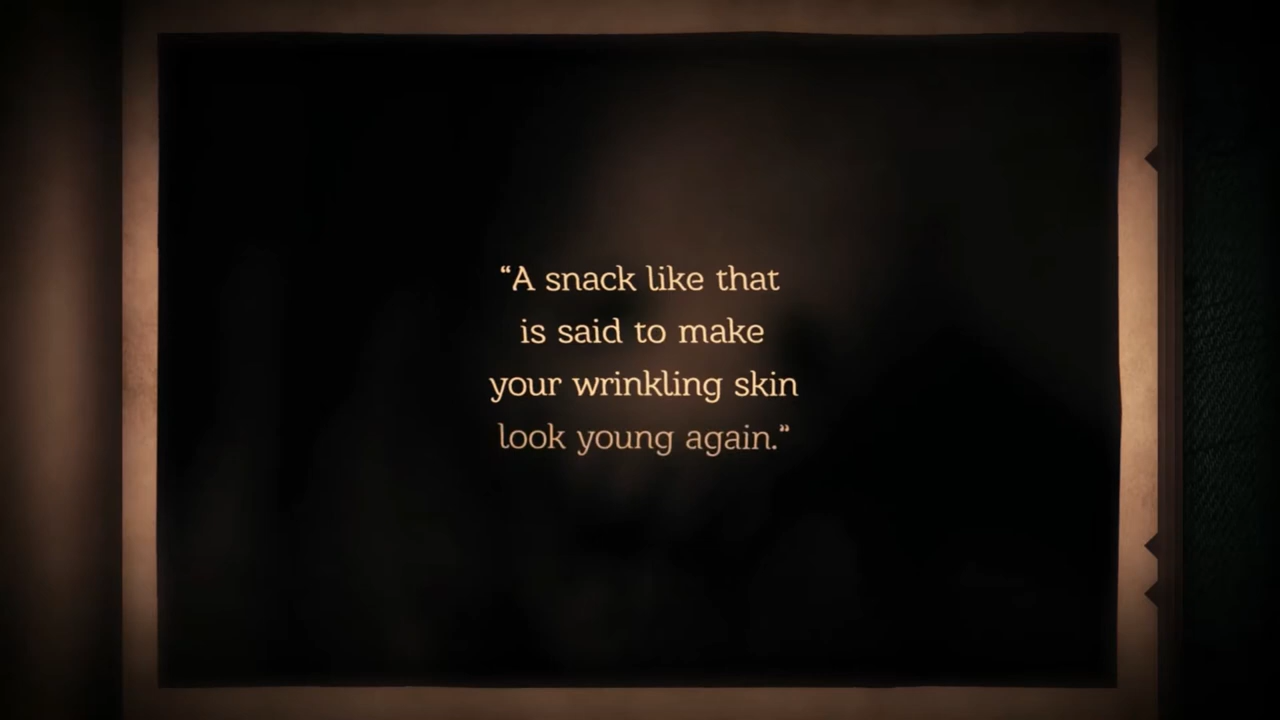 “A snack like that
is said to make
your wrinkling skin
look young again.”